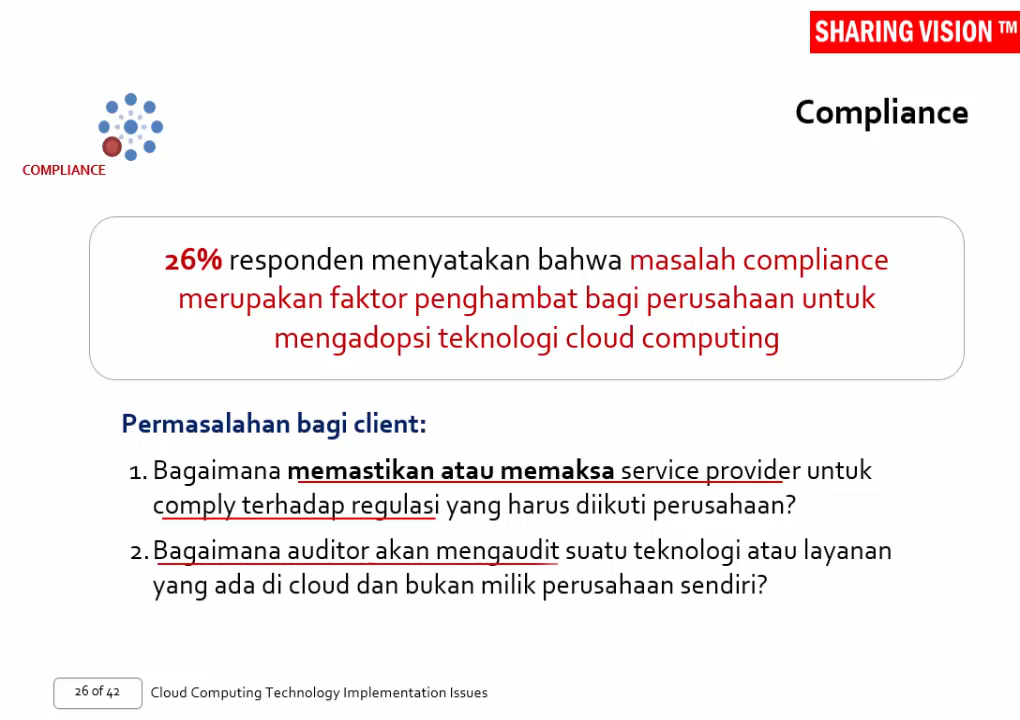 SHARING VISION ™
Compliance
COMPLIANCE
26% responden menyatakan bahwa masalah compliance
merupakan faktor penghambat bagi perusahaan untuk
mengadopsi teknologi cloud computing
Permasalahan bagi client:
1. Bagaimana memastikan atau memaksa service provider untuk
comply terhadap regulasi yang harus diikuti perusahaan?
2. Bagaimana auditor akan mengaudit suatu teknologi atau layanan
yang ada di cloud dan bukan milik perusahaan sendiri?
26 of 42 Cloud Computing Technology Implementation Issues